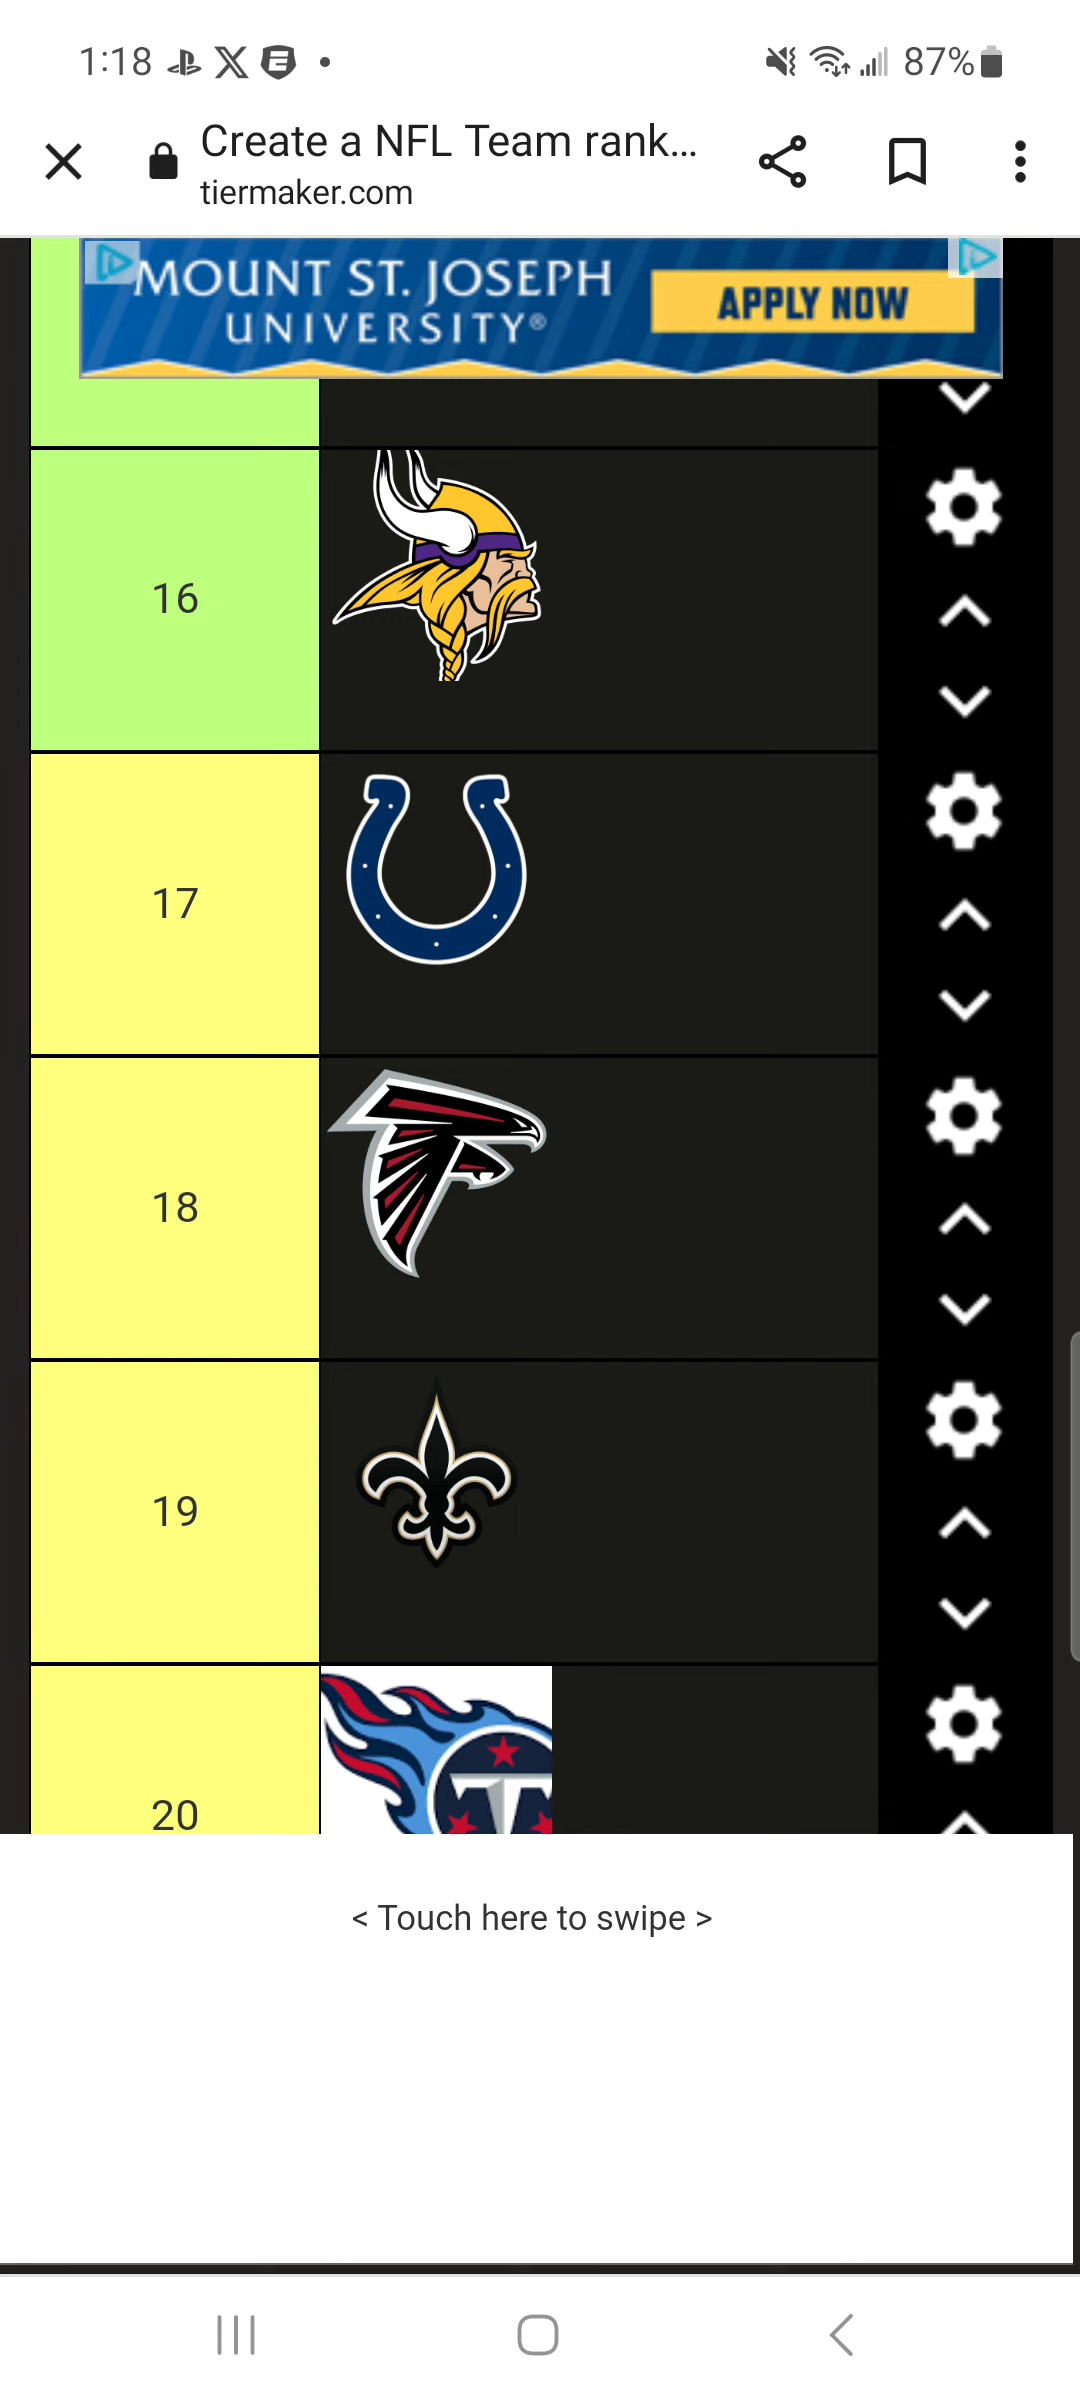 1:18
87%
Create a NFL Team rank...
tiermaker.com
MOUNT ST. JOSEPH
UNIVERSITY®
APPLY NOW
16
17
18
19
T
20
< Touch here to swipe >